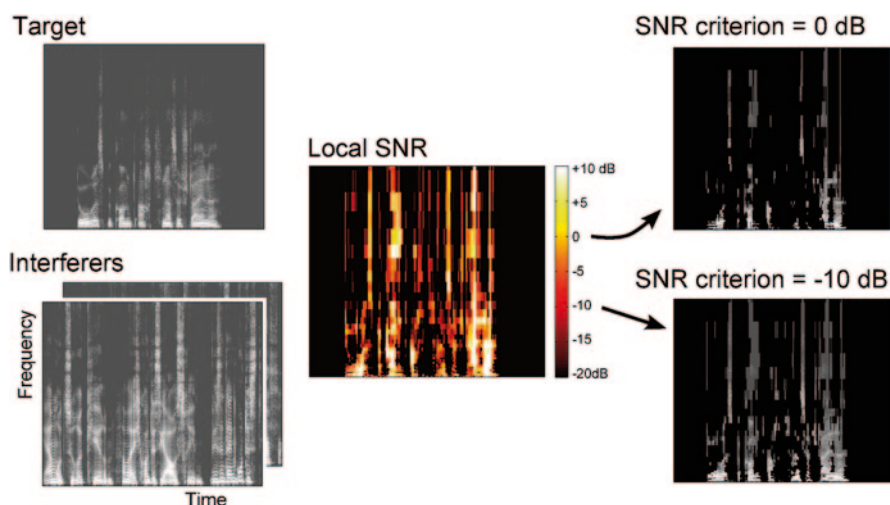 Target
Interferers
Frequency
Time
Local SNR
+10 dB
+5
0
-5
-10
-15
-20dB
SNR criterion = 0 dB
SNR criterion = -10 dB